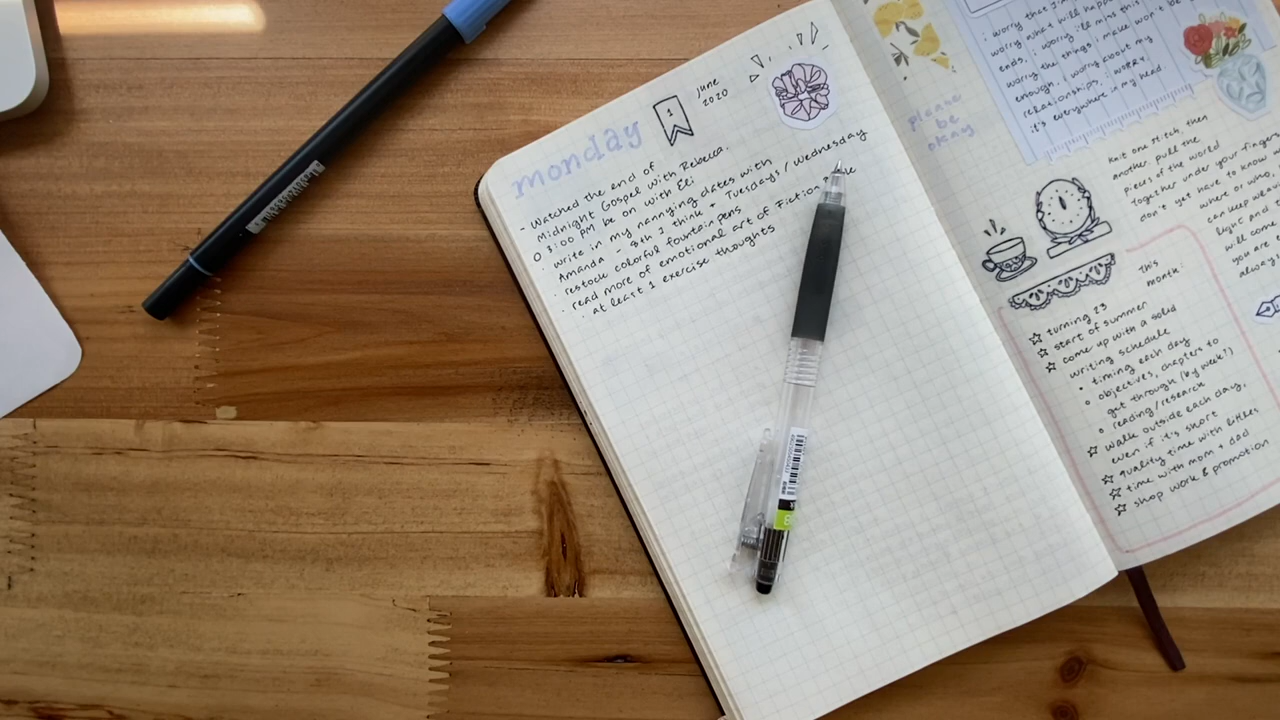 monday
1
June
2020
- Watched the end of
Midnight Gospel with Rebecca.
o 3:00 PM be on with Eli
· write in my nannying dates with
Amanda - 8th I think * Tuesdays / Wednesday
· restock colorful fountain pens
· read more of emotional art of Fiction
· at least 1 exercise thoughts
i worry that i'm
worry what will happen
ends, i worry i'll miss this
worry the things i make won't be
enough, i worry about my
relationships, i worry.
it's everywhere in my head.
please
be
okay
Knit one stitch, then
another, pull the
pieces of the world
together under your fingers
don't yet have to know
where or who,
can keep
light and
will come
you are
always
This
month:
☆ turning 23
☆ start of summer
☆ come up with a solid
writing schedule
• timing each day
o objectives, chapters to
get through (by week?)
o reading/research
☆ walk outside each day,
even if it's short
☆ quality time with littles
☆ time with mom + dad
☆ shop work & promotion